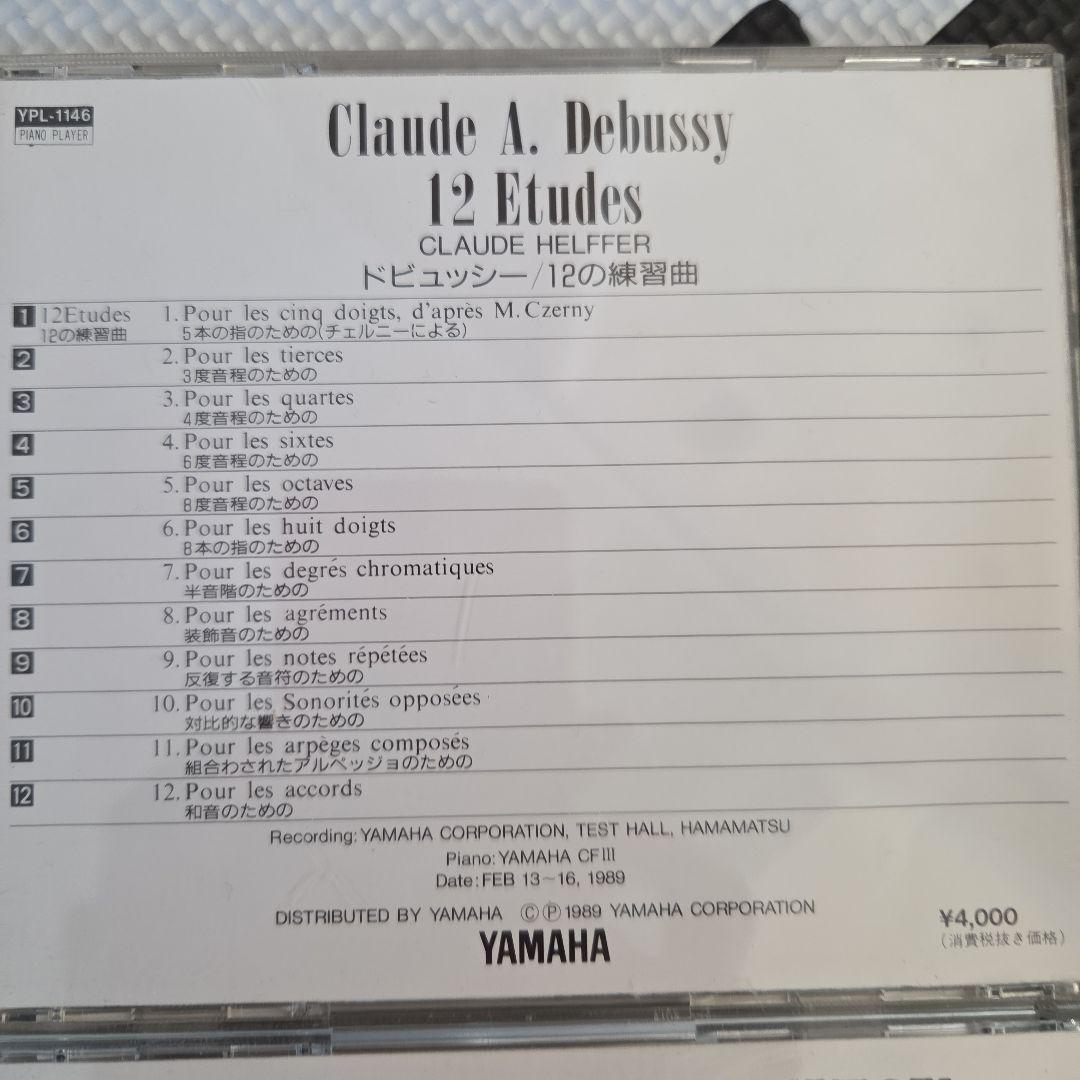 YPL-1146
PIANO PLAYER
Claude A. Debussy
12 Etudes
CLAUDE HELFFER
ドビュッシー/12の練習曲
1 12Etudes 1. Pour les cinq doigts, d'après M. Czerny
12の練習曲 5本の指のための(チェルニーによる)
2 2. Pour les tierces
3度音程のための
3 3. Pour les quartes
4度音程のための
4 4. Pour les sixtes
6度音程のための
5 5. Pour les octaves
8度音程のための
6 6. Pour les huit doigts
8本の指のための
7 7. Pour les degrés chromatiques
半音階のための
8 8. Pour les agréments
装飾音のための
9 9. Pour les notes répétées
反復する音符のための
10 10. Pour les Sonorités opposées
対比的な響きのための
11 11. Pour les arpèges composés
組合わされたアルペッジョのための
12 12. Pour les accords
和音のための
Recording: YAMAHA CORPORATION, TEST HALL, HAMAMATSU
Piano: YAMAHA CFIII
Date: FEB 13~16, 1989
DISTRIBUTED BY YAMAHA ©Ⓟ1989 YAMAHA CORPORATION
¥4,000
(消費税抜き価格)
YAMAHA